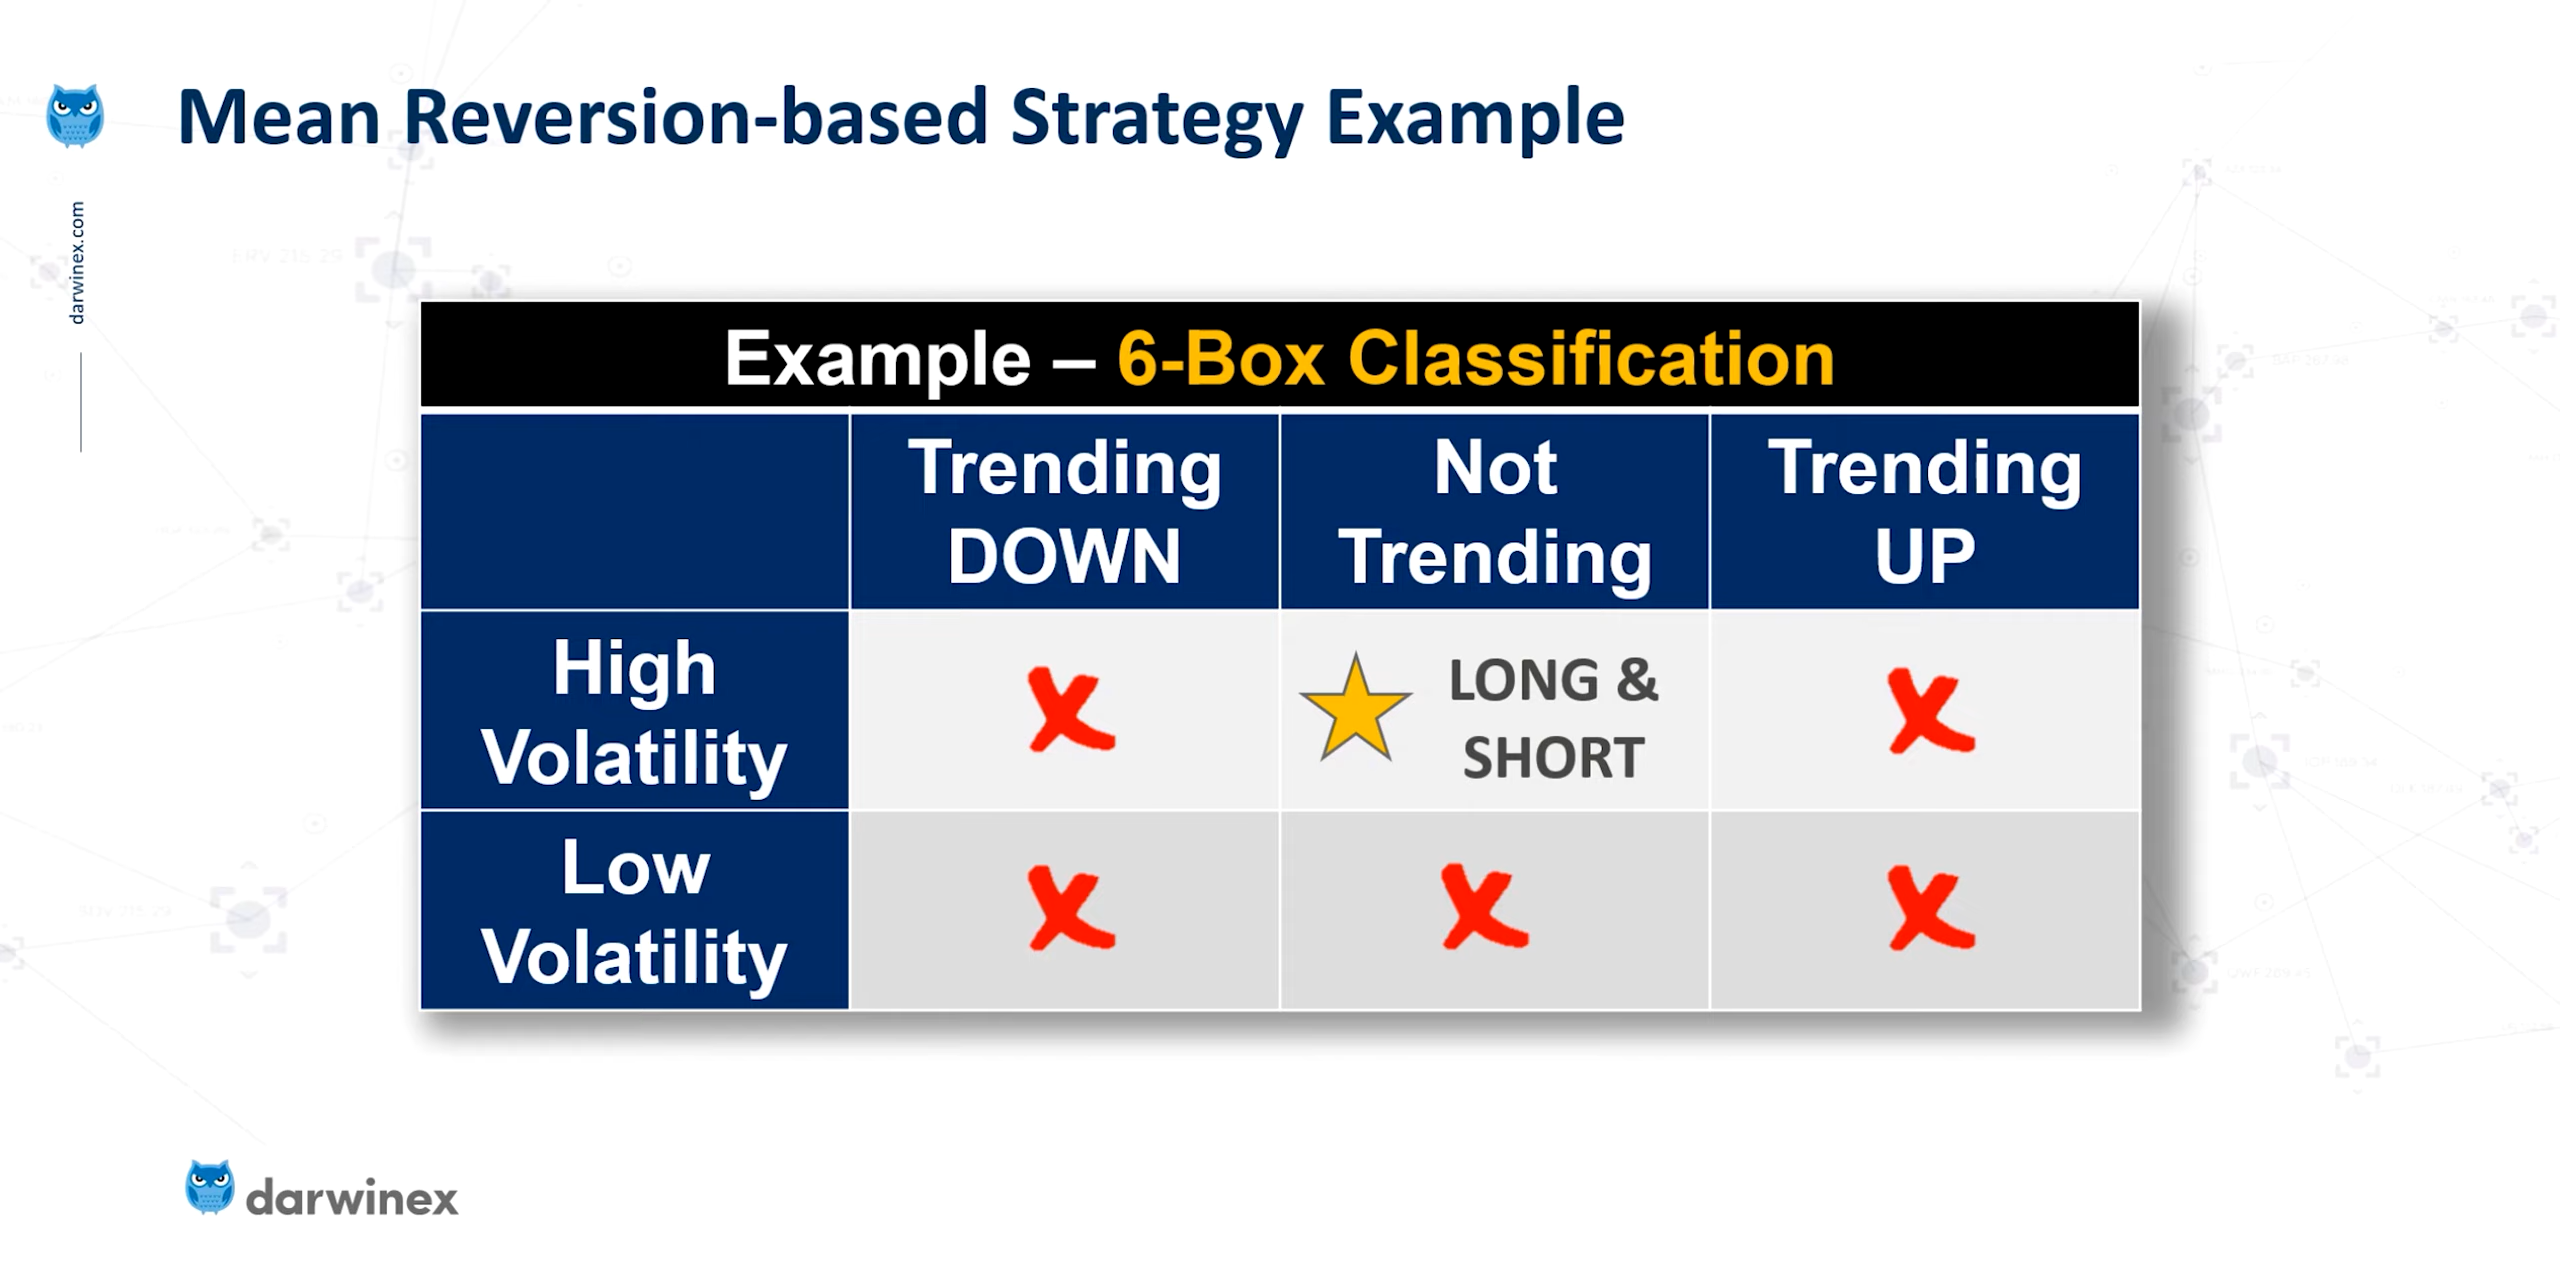 Mean Reversion-based Strategy Example
darwinex.com
Example – 6-Box Classification
Trending
DOWN
Not
Trending
Trending
UP
High
Volatility
LONG &
SHORT
Low
Volatility
darwinex